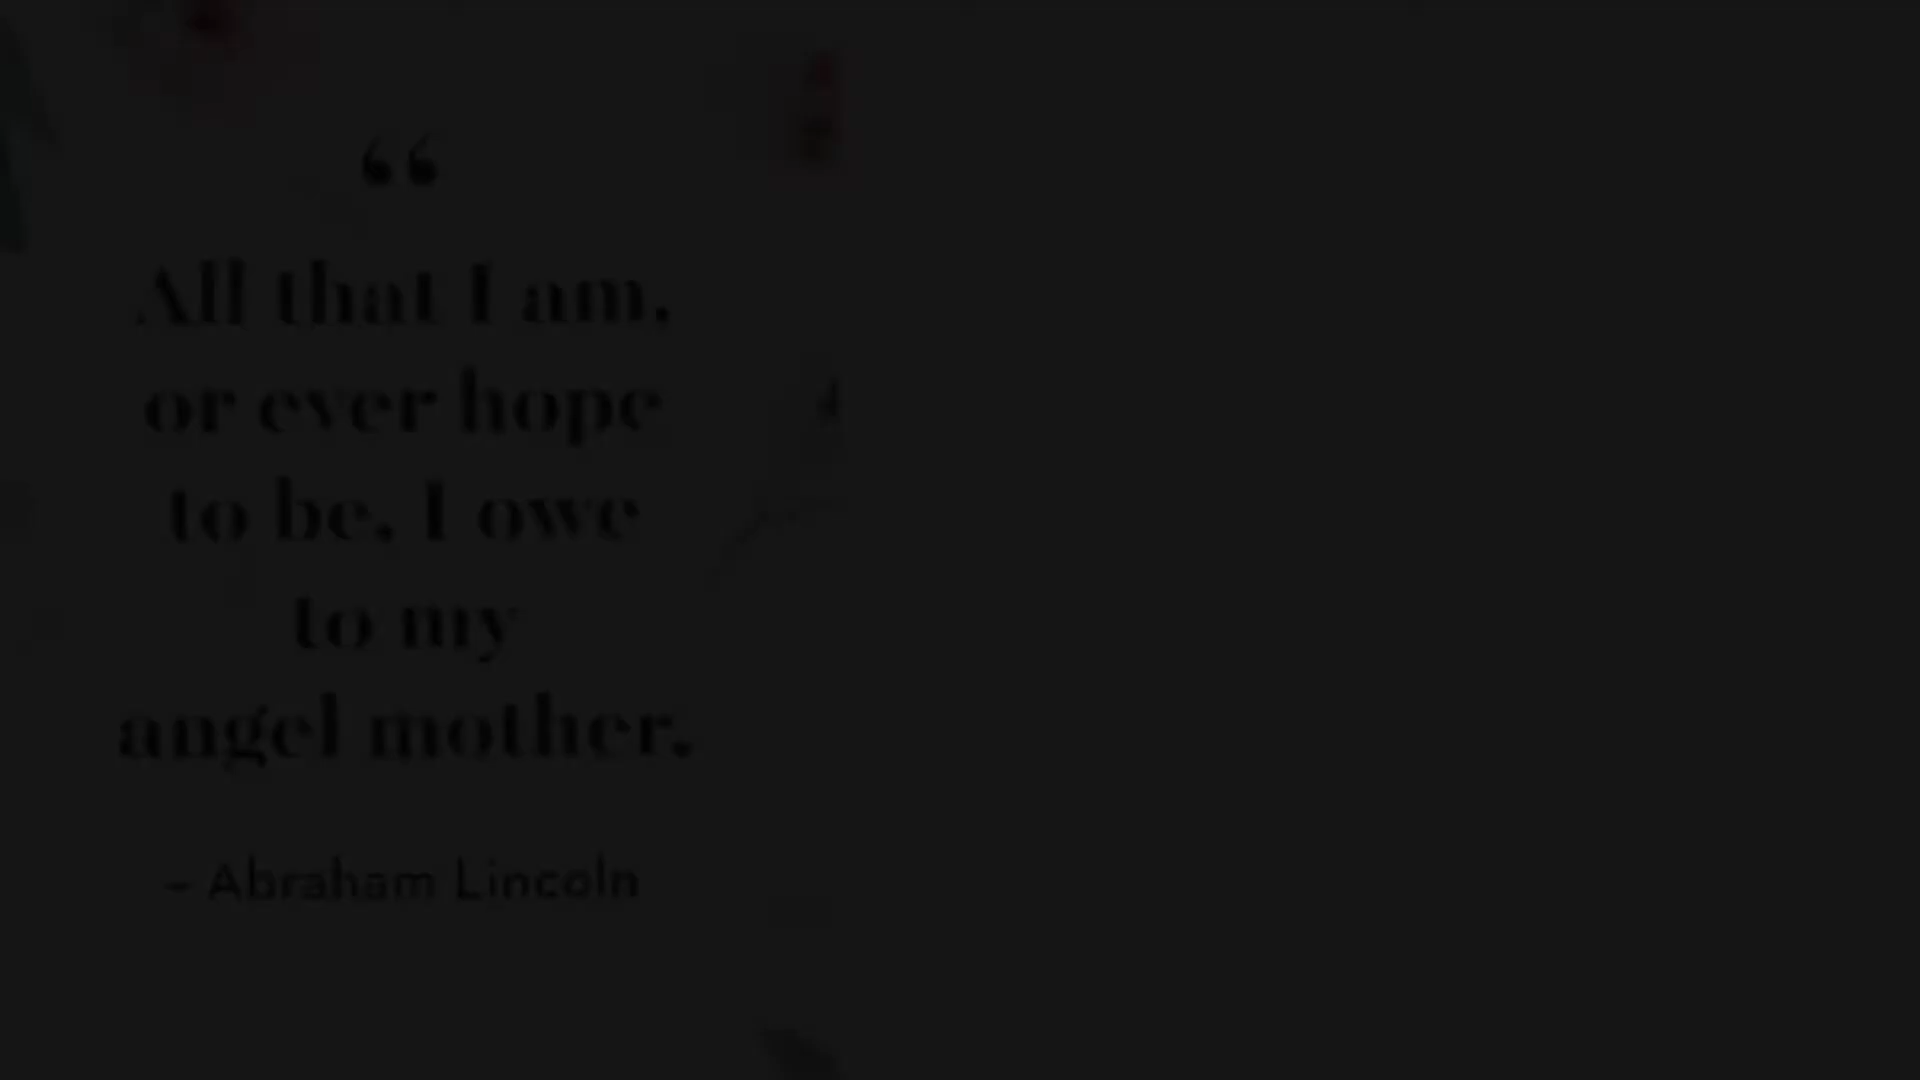 “
All that I am,
or ever hope
to be, I owe
to my
angel mother.
– Abraham Lincoln